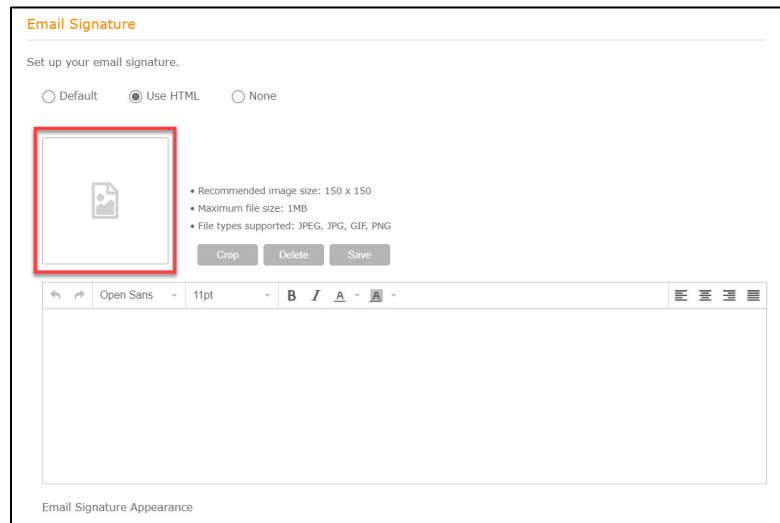 Email Signature
Set up your email signature.
Default Use HTML None
• Recommended image size: 150 x 150
• Maximum file size: 1MB
• File types supported: JPEG, JPG, GIF, PNG
Crop Delete Save
Open Sans 11pt B I A A
Email Signature Appearance